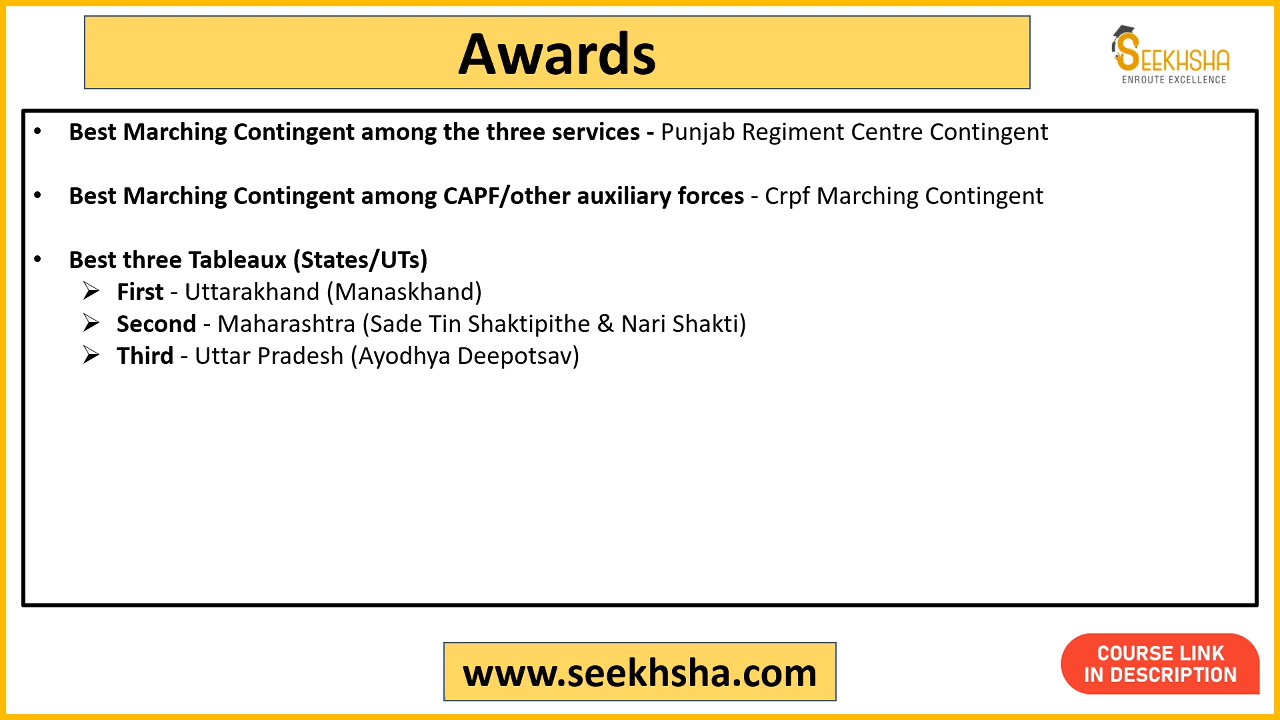 Awards
SEEKHSHA
ENROUTE EXCELLENCE
• Best Marching Contingent among the three services - Punjab Regiment Centre Contingent
• Best Marching Contingent among CAPF/other auxiliary forces - Crpf Marching Contingent
• Best three Tableaux (States/UTs)
➢ First - Uttarakhand (Manaskhand)
➢ Second - Maharashtra (Sade Tin Shaktipithe & Nari Shakti)
➢ Third - Uttar Pradesh (Ayodhya Deepotsav)
www.seekhsha.com
COURSE LINK
IN DESCRIPTION